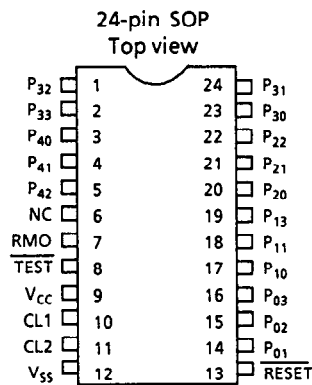 24-pin SOP
Top view
P32 1 24 P31
P33 2 23 P30
P40 3 22 P22
P41 4 21 P21
P42 5 20 P20
NC 6 19 P13
RMO 7 18 P11
TEST 8 17 P10
VCC 9 16 P03
CL1 10 15 P02
CL2 11 14 P01
VSS 12 13 RESET